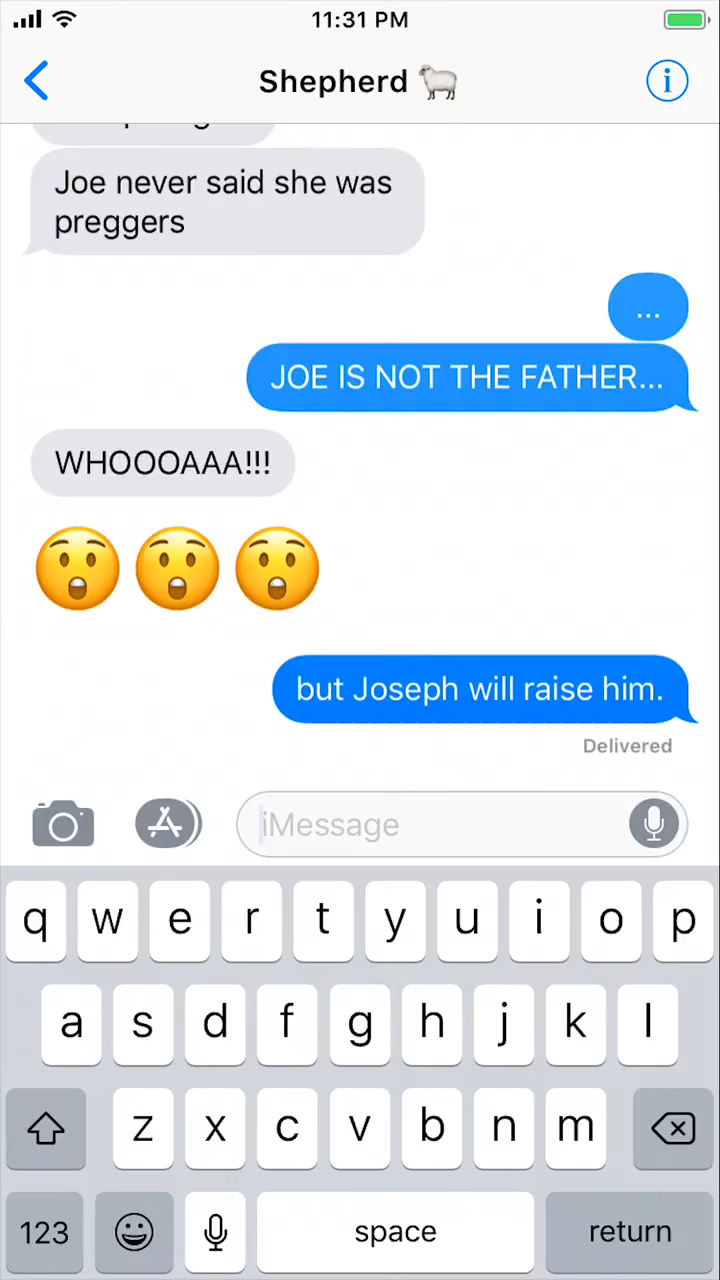 11:31 PM
Shepherd 🐑
Joe never said she was
preggers
...
JOE IS NOT THE FATHER...
WHOOOAAA!!!
😲 😲 😲
but Joseph will raise him.
Delivered
iMessage
q w e r t y u i o p
a s d f g h j k l
z x c v b n m
123 space return